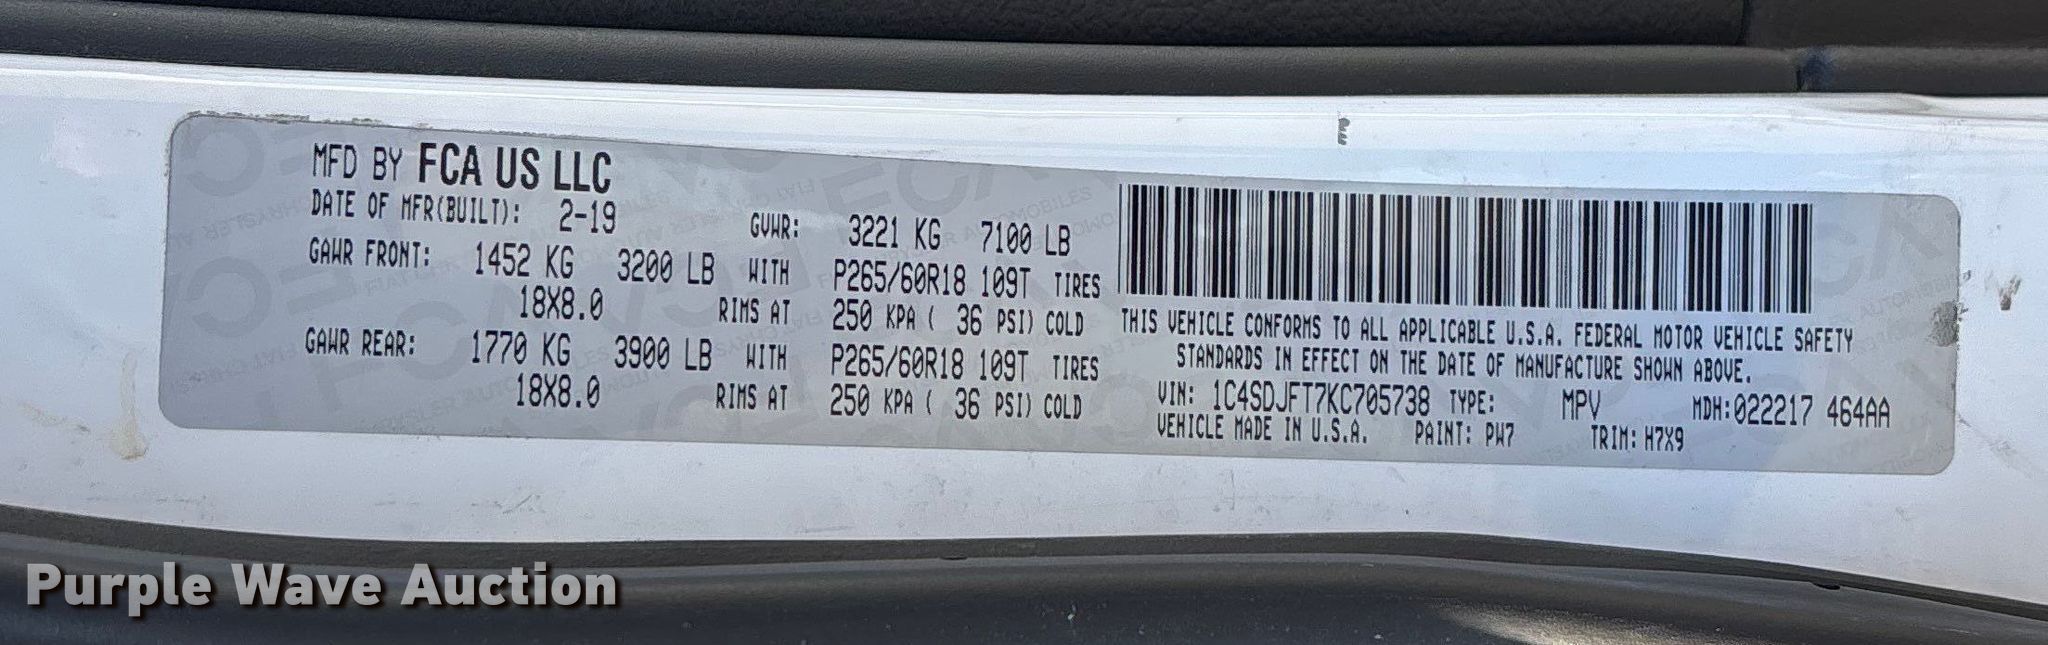 MFD BY FCA US LLC
DATE OF MFR(BUILT): 2-19 GVWR: 3221 KG 7100 LB
GAWR FRONT: 1452 KG 3200 LB WITH P265/60R18 109T TIRES
18X8.0 RIMS AT 250 KPA ( 36 PSI) COLD
GAWR REAR: 1770 KG 3900 LB WITH P265/60R18 109T TIRES
18X8.0 RIMS AT 250 KPA ( 36 PSI) COLD
THIS VEHICLE CONFORMS TO ALL APPLICABLE U.S.A. FEDERAL MOTOR VEHICLE SAFETY
STANDARDS IN EFFECT ON THE DATE OF MANUFACTURE SHOWN ABOVE.
VIN: 1C4SDJFT7KC705738 TYPE: MPV MDH:022217 464AA
VEHICLE MADE IN U.S.A. PAINT: PW7 TRIM: H7X9
Purple Wave Auction